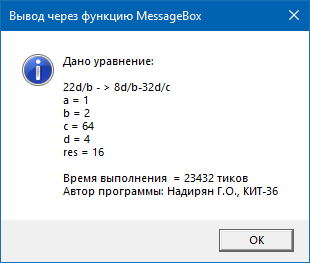 Вывод через функцию MessageBox
Дано уравнение:
22d/b - > 8d/b-32d/c
a = 1
b = 2
c = 64
d = 4
res = 16
Время выполнения  = 23432 тиков
Автор программы: Надирян Г.О., КИТ-36
OK